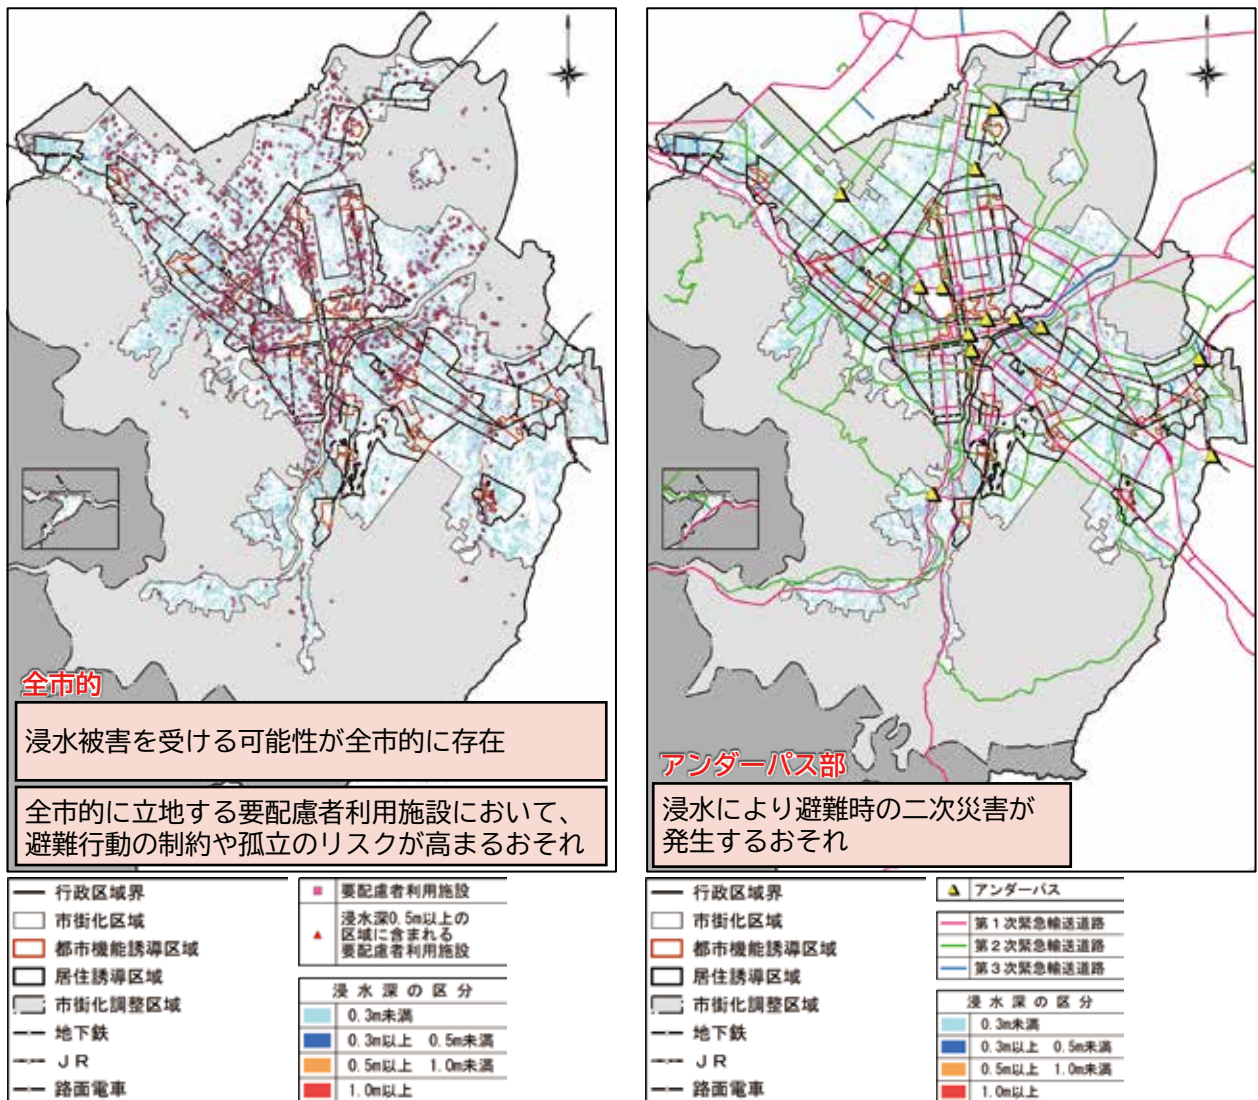 全市的
浸水被害を受ける可能性が全市的に存在
全市的に立地する要配慮者利用施設において、
避難行動の制約や孤立のリスクが高まるおそれ
行政区域界
市街化区域
都市機能誘導区域
居住誘導区域
市街化調整区域
地下鉄
JR
路面電車
要配慮者利用施設
浸水深0.5m以上の
区域に含まれる
要配慮者利用施設
浸水深の区分
0.3m未満
0.3m以上 0.5m未満
0.5m以上 1.0m未満
1.0m以上
アンダーパス部
浸水により避難時の二次災害が
発生するおそれ
行政区域界
市街化区域
都市機能誘導区域
居住誘導区域
市街化調整区域
地下鉄
JR
路面電車
アンダーパス
第1次緊急輸送道路
第2次緊急輸送道路
第3次緊急輸送道路
浸水深の区分
0.3m未満
0.3m以上 0.5m未満
0.5m以上 1.0m未満
1.0m以上